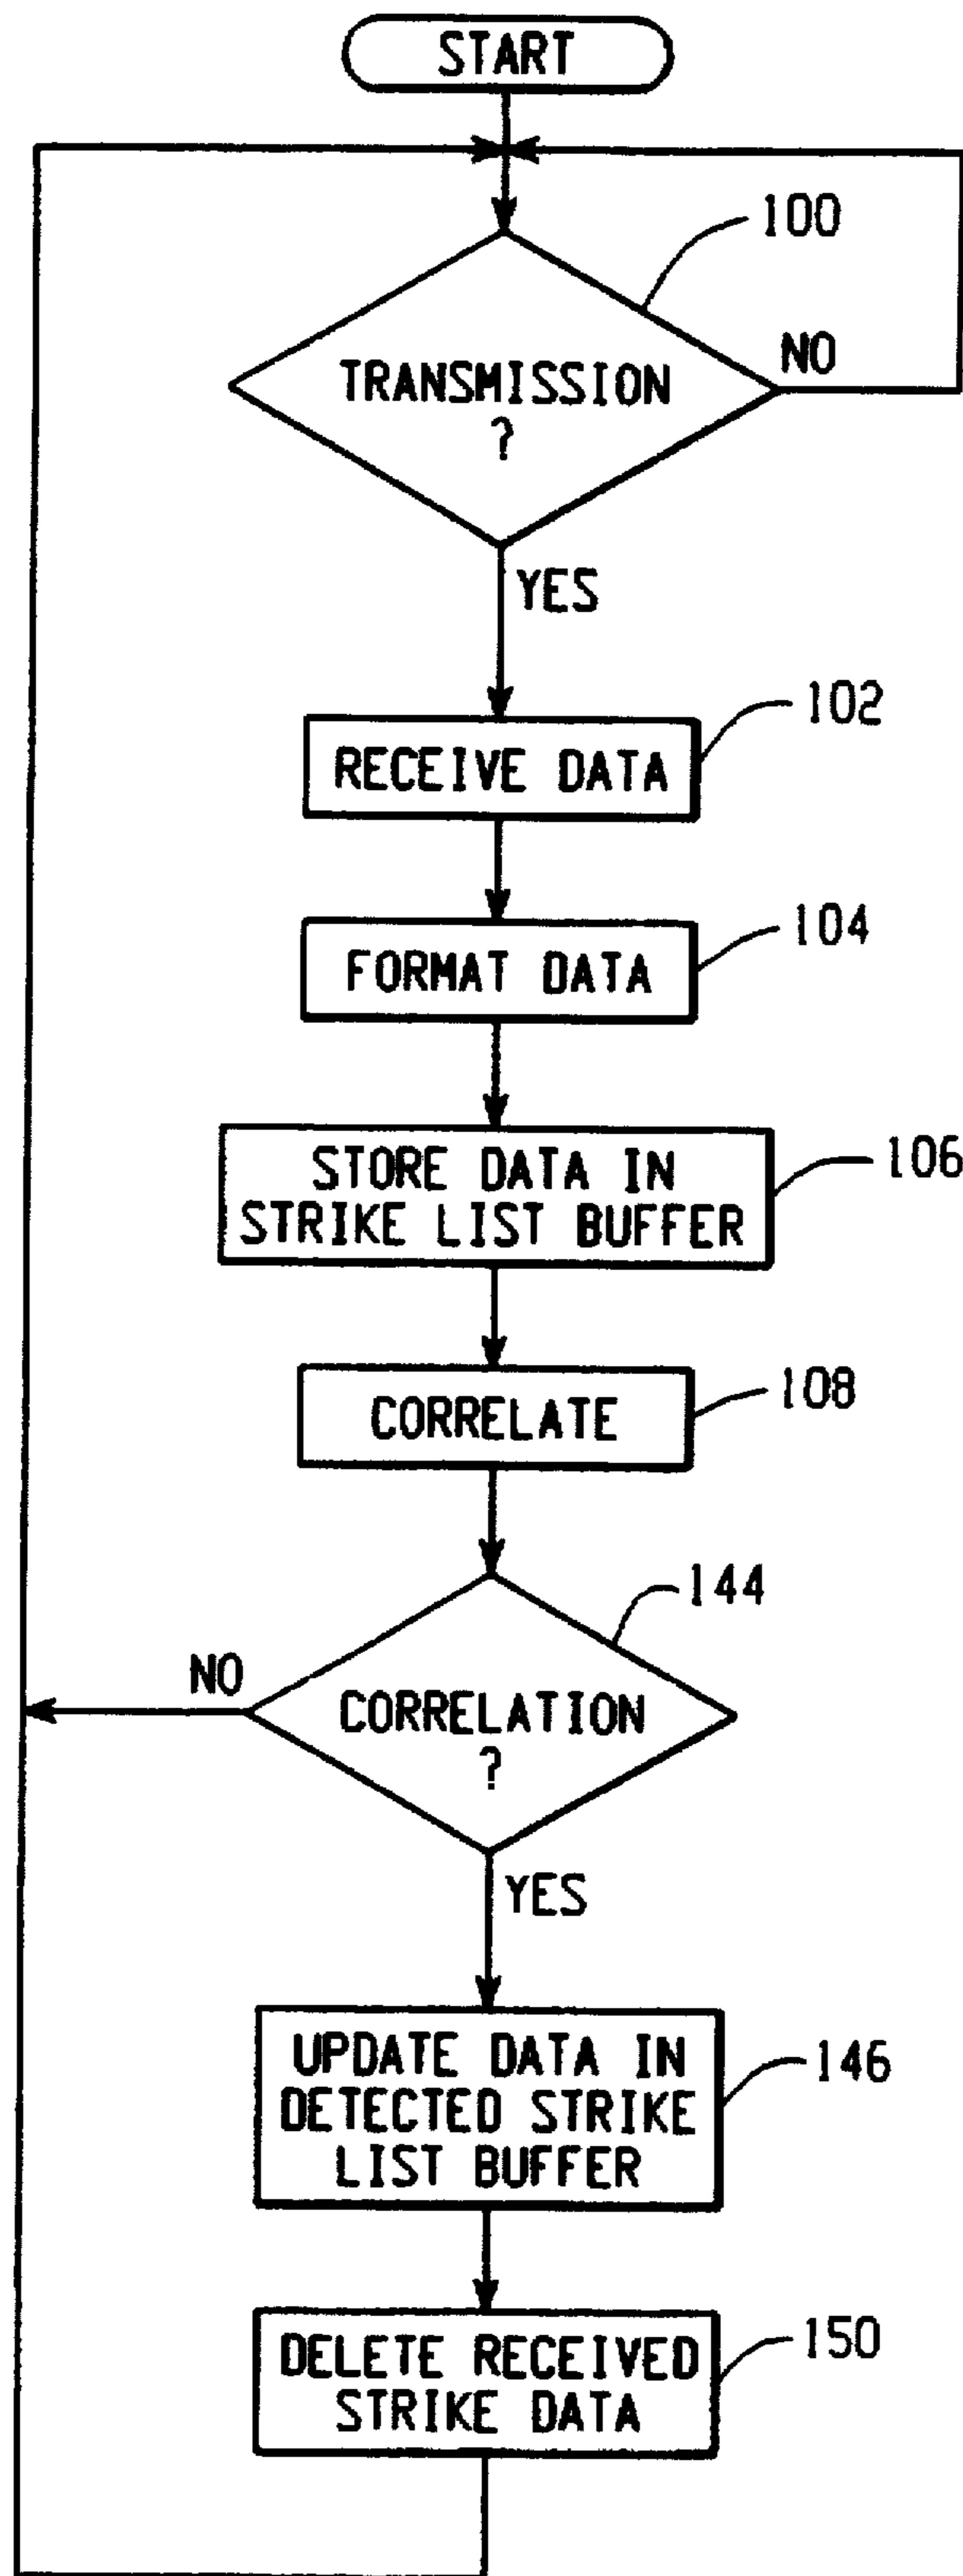 START
100
TRANSMISSION
?
NO
YES
102
RECEIVE DATA
104
FORMAT DATA
106
STORE DATA IN
STRIKE LIST BUFFER
108
CORRELATE
144
NO
CORRELATION
?
YES
146
UPDATE DATA IN
DETECTED STRIKE
LIST BUFFER
150
DELETE RECEIVED
STRIKE DATA